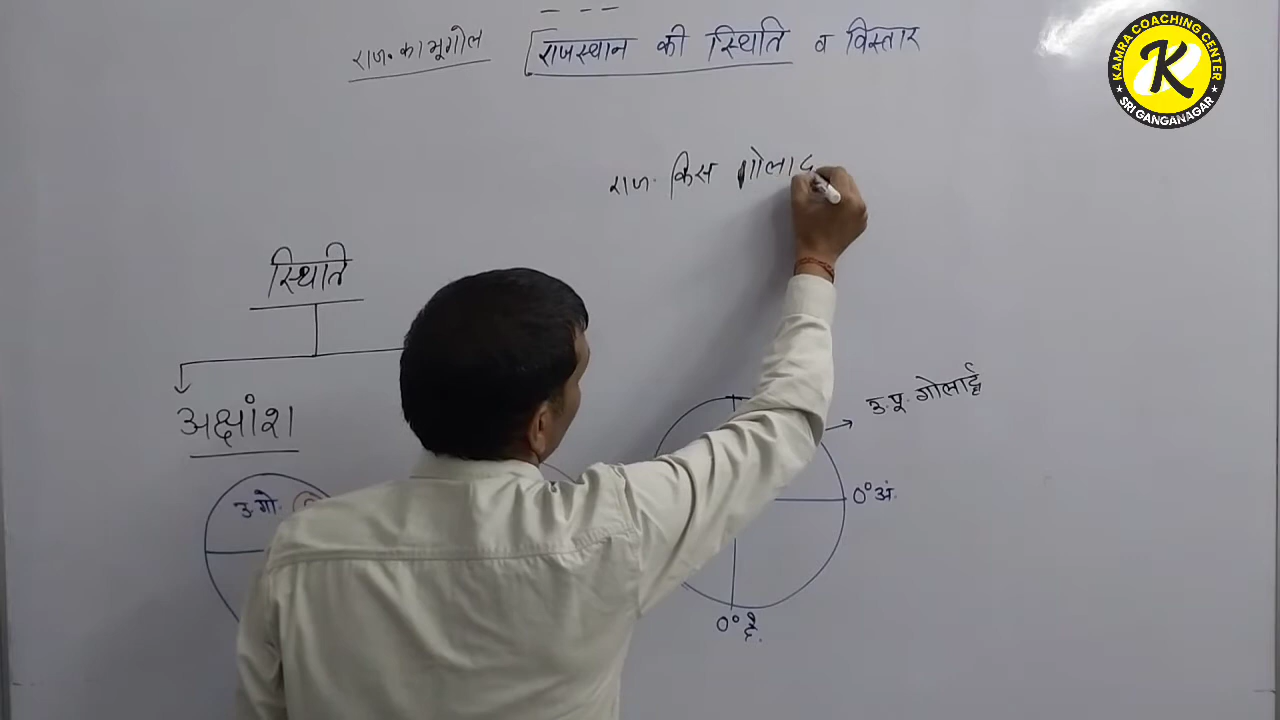 राज. का भूगोल
राजस्थान की स्थिति व विस्तार
KAMRA COACHING CENTER
K
SRI GANGANAGAR
राज. किस गोलाद
स्थिति
अक्षांश
उ.गो.
उ.पू. गोलार्द्ध
0° अं.
0° दे.